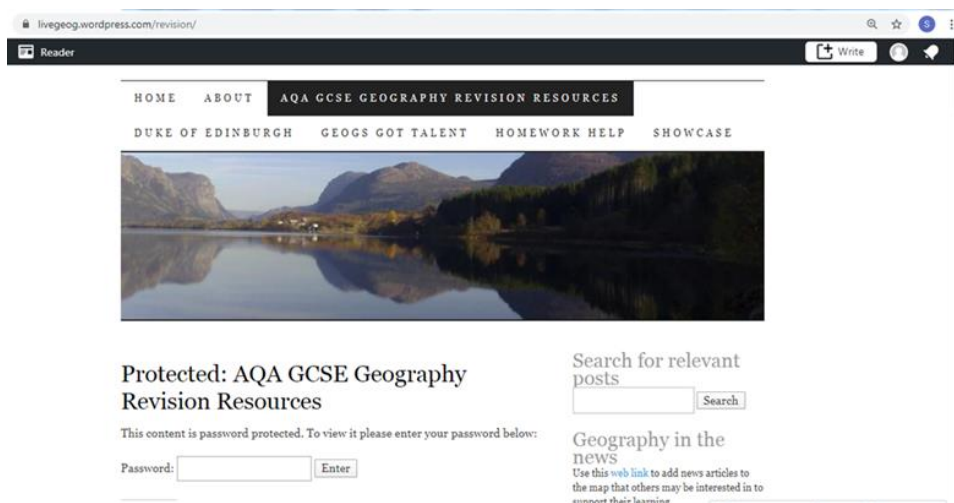 livegeog.wordpress.com/revision/
S
Reader
Write
HOME ABOUT AQA GCSE GEOGRAPHY REVISION RESOURCES
DUKE OF EDINBURGH GEOGS GOT TALENT HOMEWORK HELP SHOWCASE
Protected: AQA GCSE Geography
Revision Resources
This content is password protected. To view it please enter your password below:
Password:
Enter
Search for relevant
posts
Search
Geography in the
news
Use this web link to add news articles to
the map that others may be interested in to
support their learning